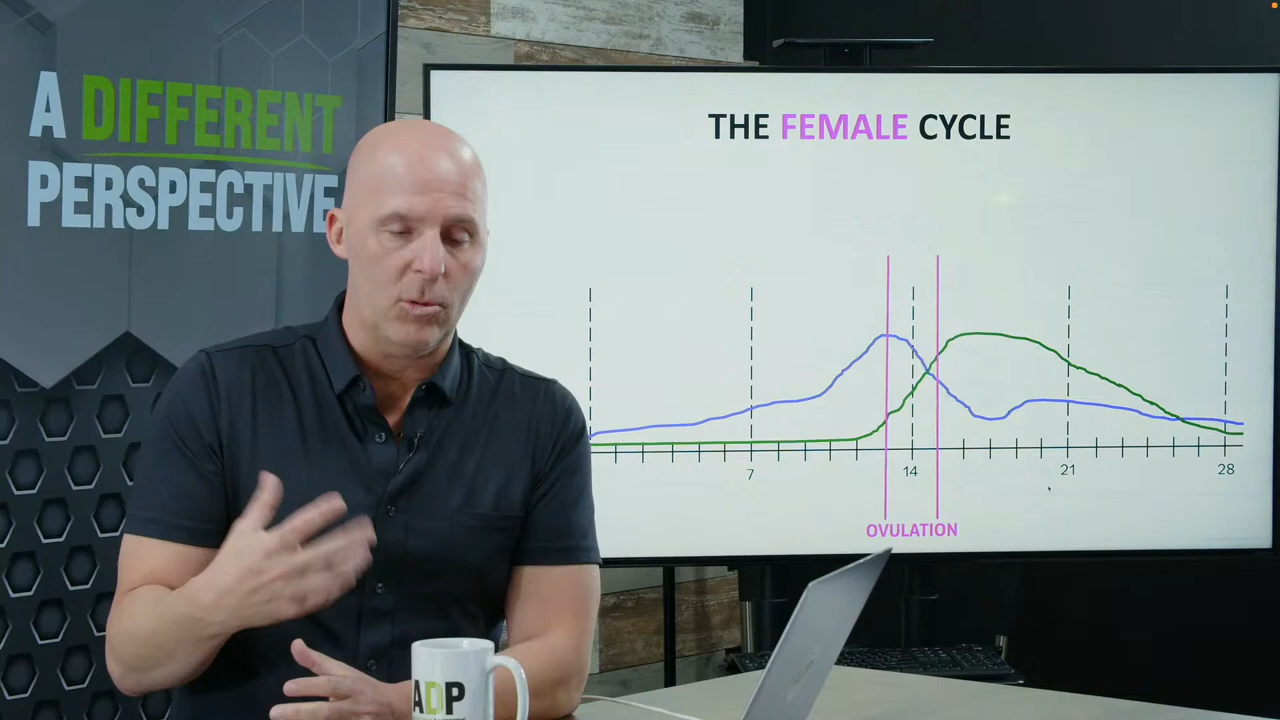 A DIFFERENT
PERSPECTIVE
THE FEMALE CYCLE
7
14
21
28
OVULATION
ADP